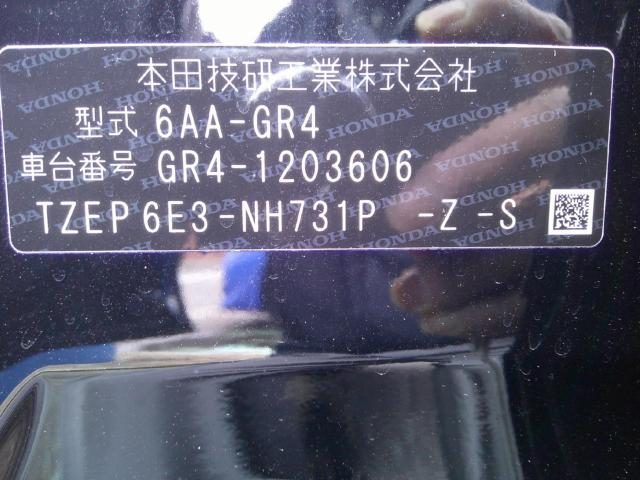 本田技研工業株式会社
型式 6AA-GR4
車台番号 GR4-1203606
TZEP 6E3-NH731P -Z -S